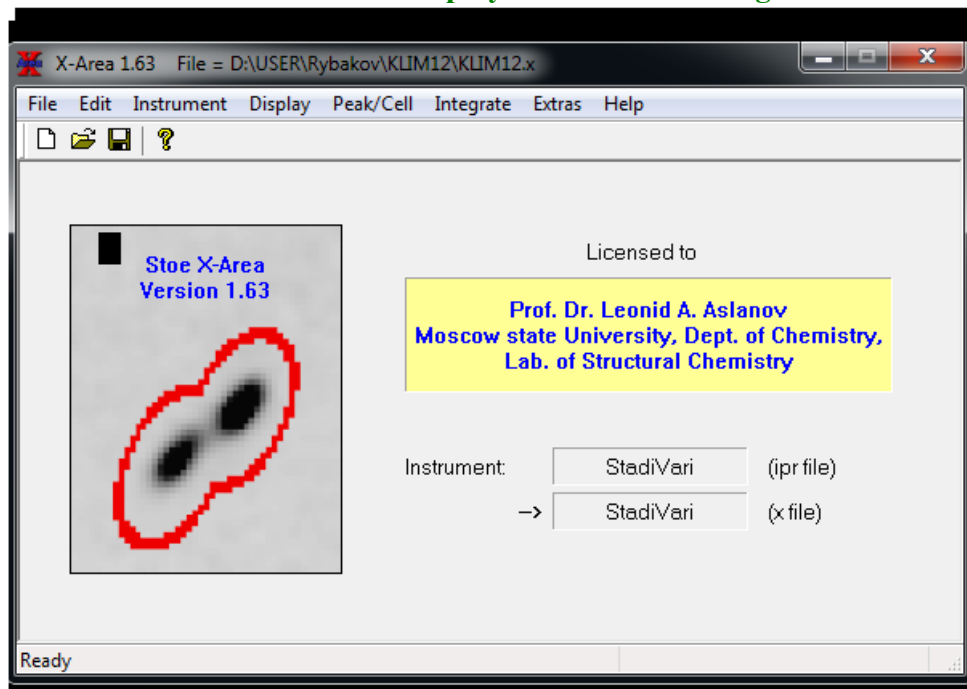 X-Area 1.63 File = D:\USER\Rybakov\KLIM12\KLIM12.x
File Edit Instrument Display Peak/Cell Integrate Extras Help
Stoe X-Area
Version 1.63
Licensed to
Prof. Dr. Leonid A. Aslanov
Moscow state University, Dept. of Chemistry,
Lab. of Structural Chemistry
Instrument: StadiVari (ipr file)
–> StadiVari (x file)
Ready